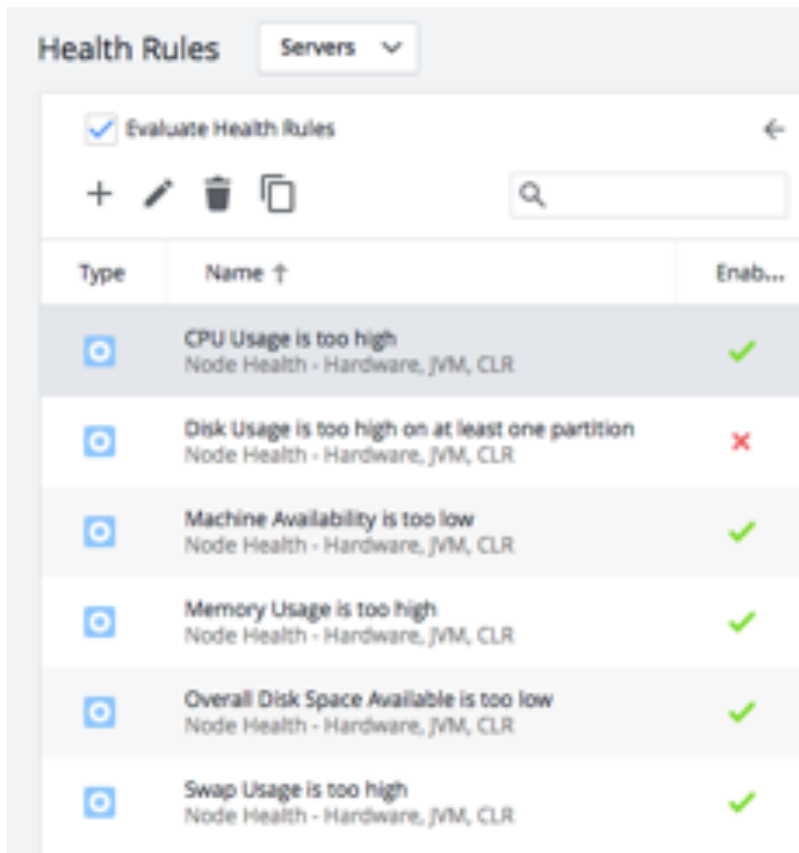 Health Rules
Servers
Evaluate Health Rules
Type
Name ↑
Enab...
CPU Usage is too high
Node Health - Hardware, JVM, CLR
Disk Usage is too high on at least one partition
Node Health - Hardware, JVM, CLR
Machine Availability is too low
Node Health - Hardware, JVM, CLR
Memory Usage is too high
Node Health - Hardware, JVM, CLR
Overall Disk Space Available is too low
Node Health - Hardware, JVM, CLR
Swap Usage is too high
Node Health - Hardware, JVM, CLR